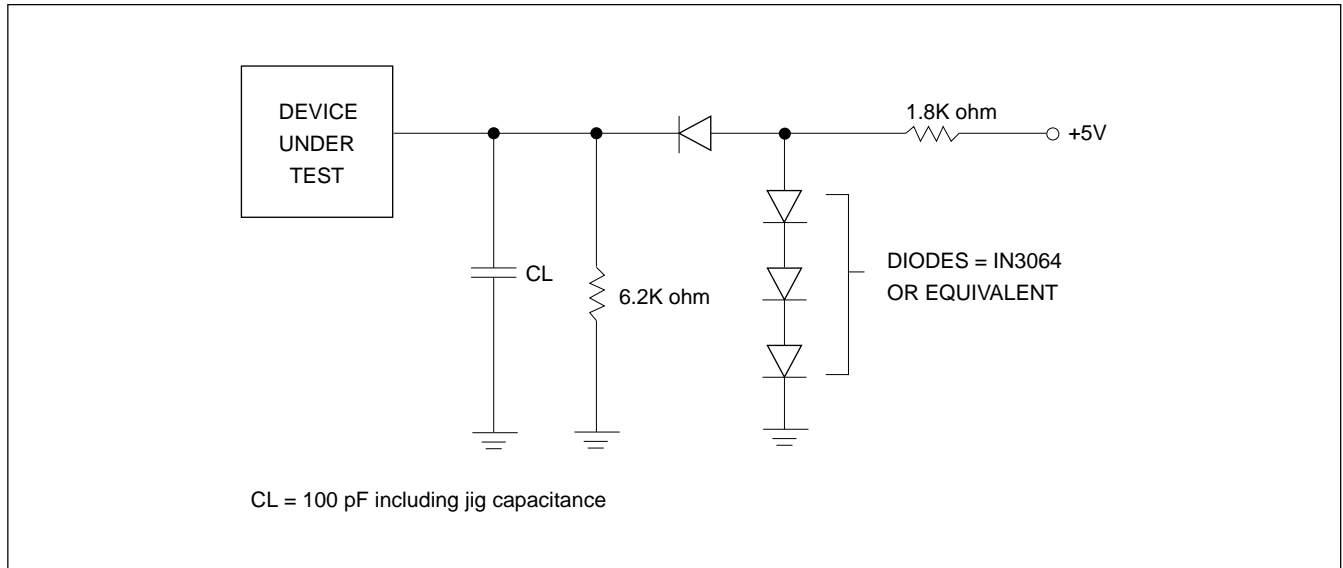 DEVICE
UNDER
TEST
1.8K ohm
+5V
CL
6.2K ohm
DIODES = IN3064
OR EQUIVALENT
CL = 100 pF including jig capacitance